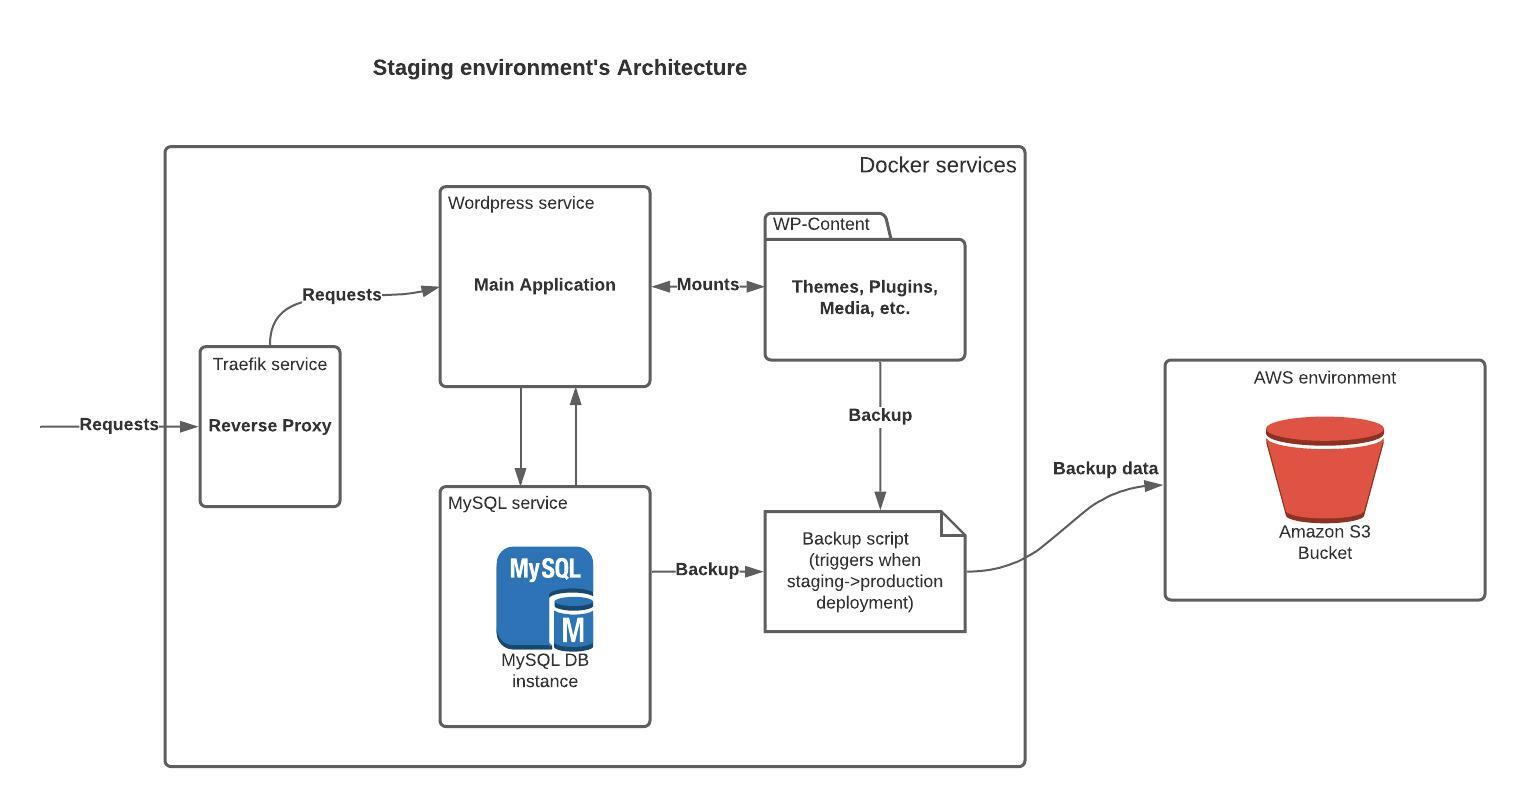 Staging environment's Architecture
Docker services
Wordpress service
Main Application
WP-Content
Mounts
Themes, Plugins,
Media, etc.
Requests
Traefik service
Reverse Proxy
Requests
Backup
AWS environment
Amazon S3
Bucket
Backup data
MySQL service
MySQL
M
MySQL DB
instance
Backup
Backup script
(triggers when
staging->production
deployment)